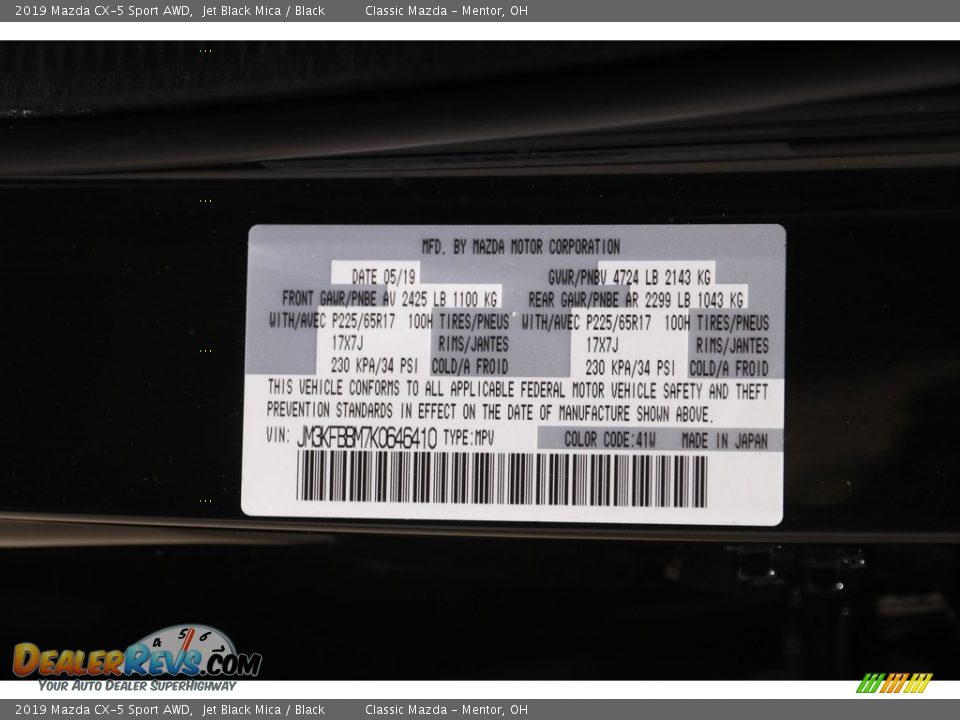 2019 Mazda CX-5 Sport AWD, Jet Black Mica / Black Classic Mazda - Mentor, OH
MFD. BY MAZDA MOTOR CORPORATION
DATE 05/19 GVWR/PNBV 4724 LB 2143 KG
FRONT GAWR/PNBE AV 2425 LB 1100 KG REAR GAWR/PNBE AR 2299 LB 1043 KG
WITH/AVEC P225/65R17 100H TIRES/PNEUS WITH/AVEC P225/65R17 100H TIRES/PNEUS
17X7J RIMS/JANTES 17X7J RIMS/JANTES
230 KPA/34 PSI COLD/A FROID 230 KPA/34 PSI COLD/A FROID
THIS VEHICLE CONFORMS TO ALL APPLICABLE FEDERAL MOTOR VEHICLE SAFETY AND THEFT
PREVENTION STANDARDS IN EFFECT ON THE DATE OF MANUFACTURE SHOWN ABOVE.
VIN: JM3KFBBM7K0646410 TYPE:MPV COLOR CODE:41W MADE IN JAPAN
4 5 6
DealerRevs.com
Your Auto Dealer SuperHighway
2019 Mazda CX-5 Sport AWD, Jet Black Mica / Black Classic Mazda - Mentor, OH